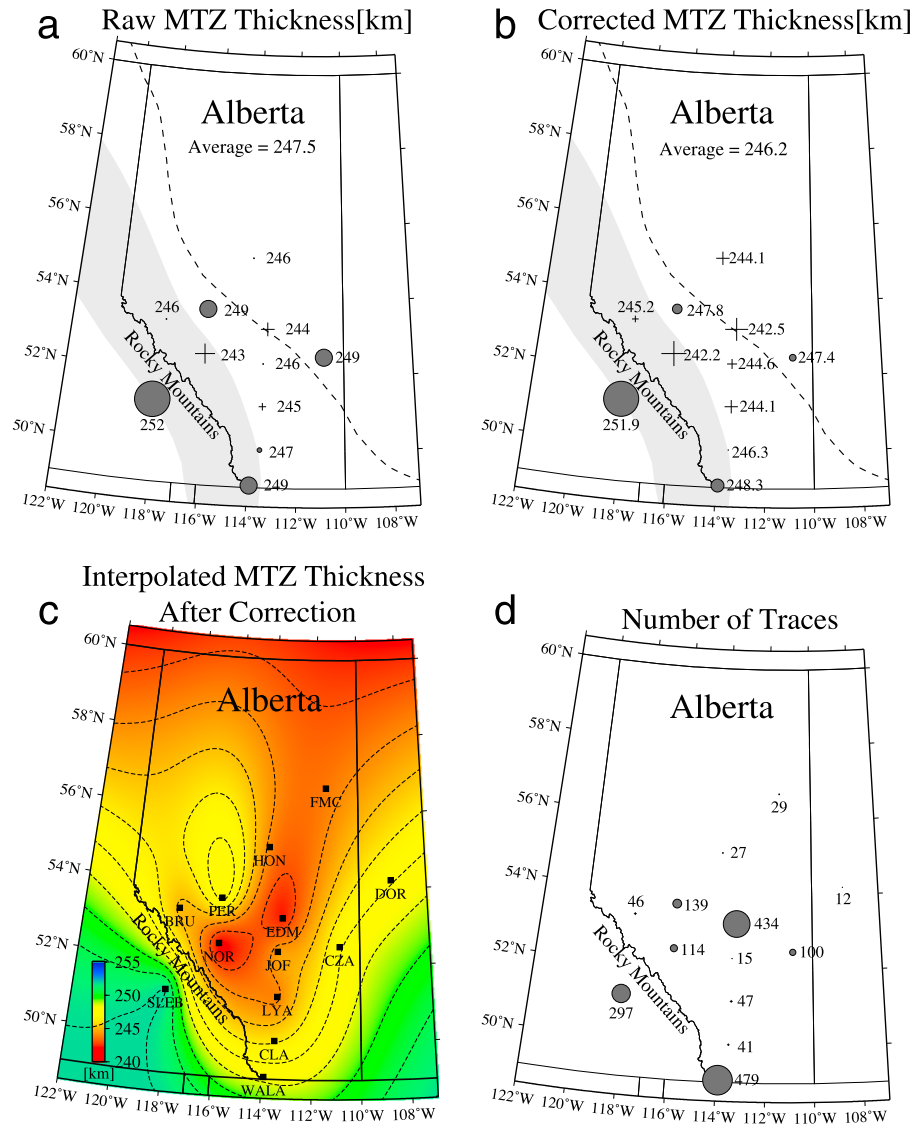 a
Raw MTZ Thickness[km]
60°N
58°N
56°N
54°N
52°N
50°N
122°W
120°W
118°W
116°W
114°W
112°W
110°W
108°W
Alberta
Average = 247.5
246
246
249
244
243
246
249
Rocky Mountains
252
245
247
249
b
Corrected MTZ Thickness[km]
60°N
58°N
56°N
54°N
52°N
50°N
122°W
120°W
118°W
116°W
114°W
112°W
110°W
108°W
Alberta
Average = 246.2
244.1
245.2
247.8
242.5
242.2
244.6
247.4
Rocky Mountains
251.9
244.1
246.3
248.3
c
Interpolated MTZ Thickness
After Correction
60°N
58°N
56°N
54°N
52°N
50°N
122°W
120°W
118°W
116°W
114°W
112°W
110°W
108°W
Alberta
FMC
HON
DOR
BRU
PER
EDM
NOR
JOF
CZA
Rocky Mountains
SLEB
LYA
CLA
WALA
255
250
245
240
[km]
d
Number of Traces
60°N
58°N
56°N
54°N
52°N
50°N
122°W
120°W
118°W
116°W
114°W
112°W
110°W
108°W
Alberta
29
27
12
46
139
434
114
15
100
Rocky Mountains
297
47
41
479